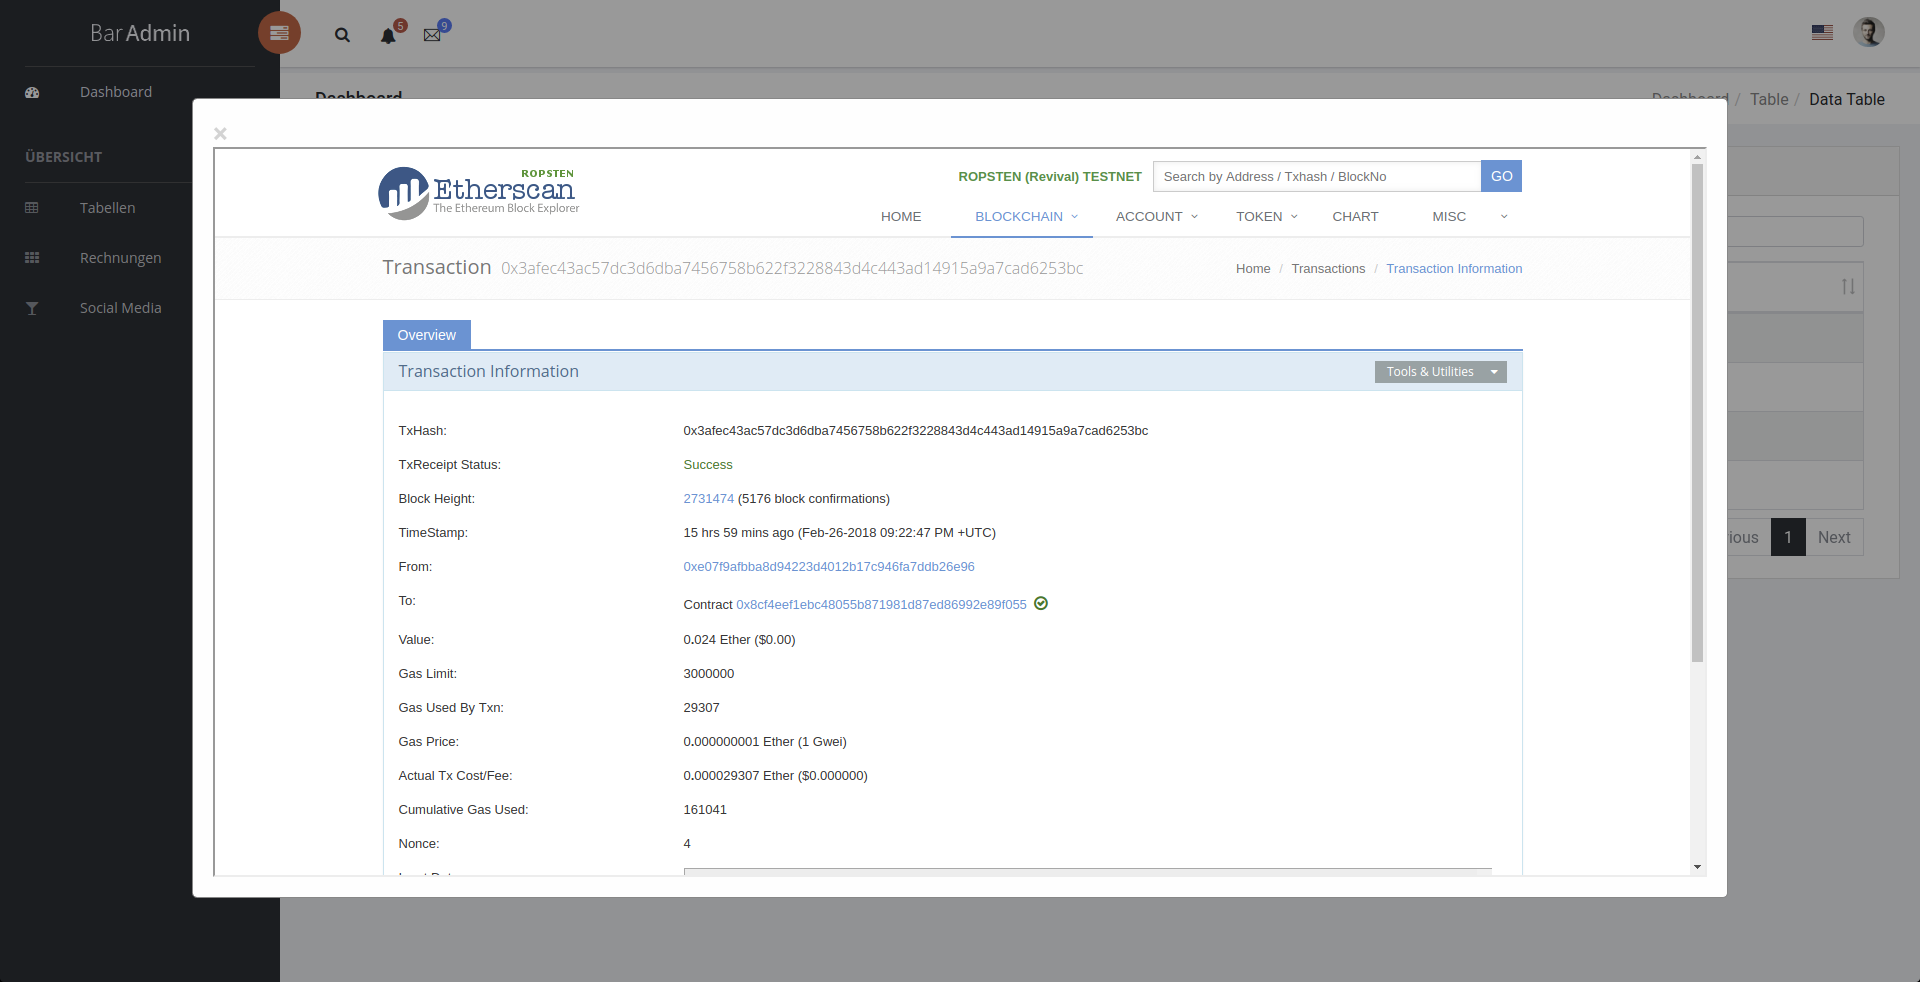 BarAdmin
5
9
Dashboard
Dashboard
Dashboard / Table / Data Table
ÜBERSICHT
Tabellen
Rechnungen
Social Media
×
ROPSTEN
Etherscan
The Ethereum Block Explorer
ROPSTEN (Revival) TESTNET
Search by Address / Txhash / BlockNo
GO
HOME
BLOCKCHAIN
ACCOUNT
TOKEN
CHART
MISC
Transaction 0x3afec43ac57dc3d6dba7456758b622f3228843d4c443ad14915a9a7cad6253bc
Home / Transactions / Transaction Information
Overview
Transaction Information
Tools & Utilities
TxHash: 0x3afec43ac57dc3d6dba7456758b622f3228843d4c443ad14915a9a7cad6253bc
TxReceipt Status: Success
Block Height: 2731474 (5176 block confirmations)
TimeStamp: 15 hrs 59 mins ago (Feb-26-2018 09:22:47 PM +UTC)
From: 0xe07f9afbba8d94223d4012b17c946fa7ddb26e96
To: Contract 0x8cf4eef1ebc48055b871981d87ed86992e89f055
Value: 0.024 Ether ($0.00)
Gas Limit: 3000000
Gas Used By Txn: 29307
Gas Price: 0.000000001 Ether (1 Gwei)
Actual Tx Cost/Fee: 0.000029307 Ether ($0.000000)
Cumulative Gas Used: 161041
Nonce: 4
1
Next